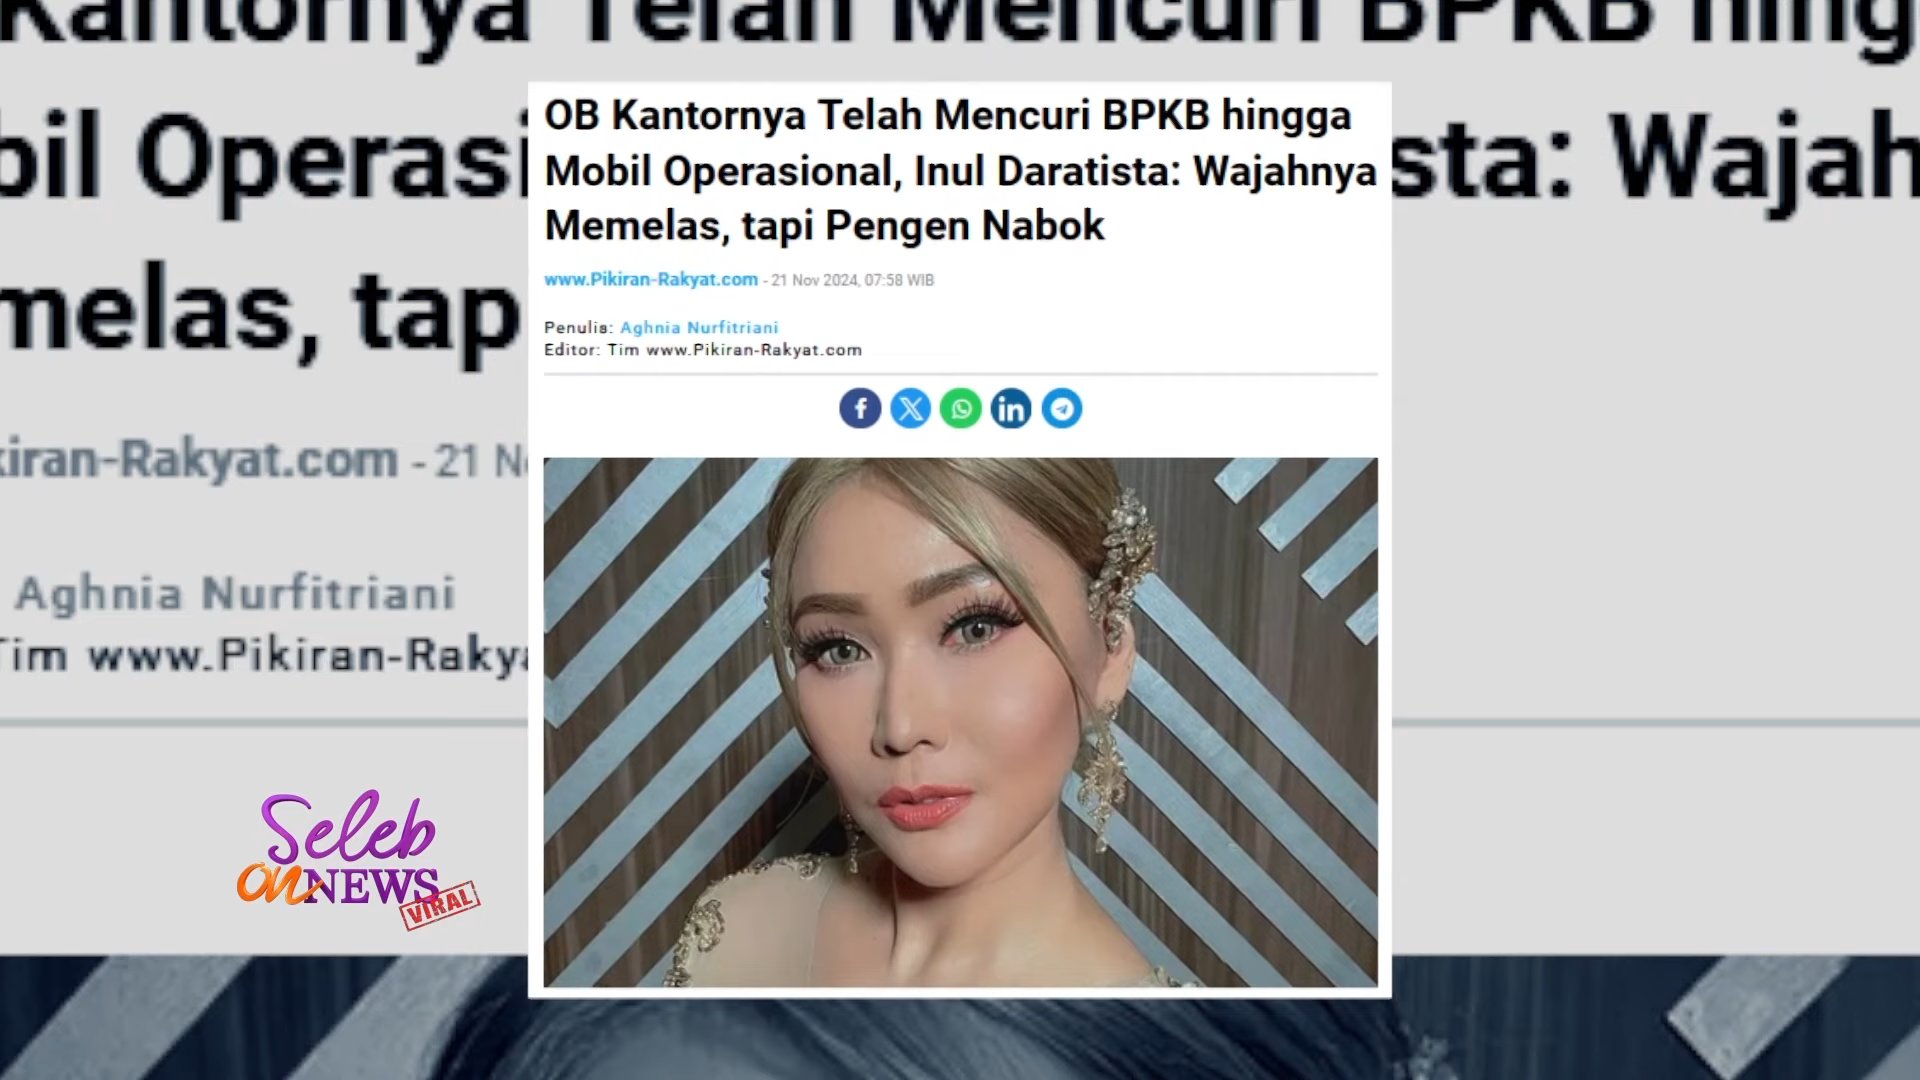 Kantornya Telah Mencuri BPKB hing
bil Operasi
sta: Wajah
melas, tap
kiran-Rakyat.com - 21 N
Aghnia Nurfitriani
Tim www.Pikiran-Rakya
OB Kantornya Telah Mencuri BPKB hingga
Mobil Operasional, Inul Daratista: Wajahnya
Memelas, tapi Pengen Nabok
www.Pikiran-Rakyat.com - 21 Nov 2024, 07:58 WIB
Penulis: Aghnia Nurfitriani
Editor: Tim www.Pikiran-Rakyat.com
Seleb
on NEWS
VIRAL